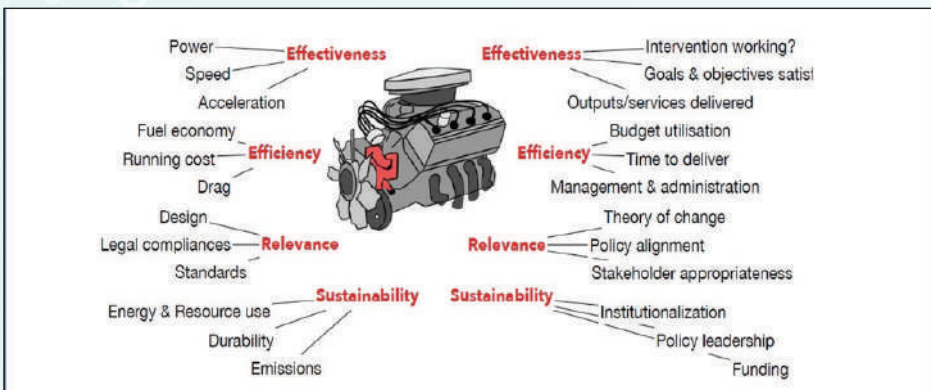 Power
Speed
Acceleration
Effectiveness
Fuel economy
Running cost
Drag
Efficiency
Design
Legal compliances
Standards
Relevance
Energy & Resource use
Durability
Emissions
Sustainability
Effectiveness
Intervention working?
Goals & objectives satisf
Outputs/services delivered
Efficiency
Budget utilisation
Time to deliver
Management & administration
Relevance
Theory of change
Policy alignment
Stakeholder appropriateness
Sustainability
Institutionalization
Policy leadership
Funding